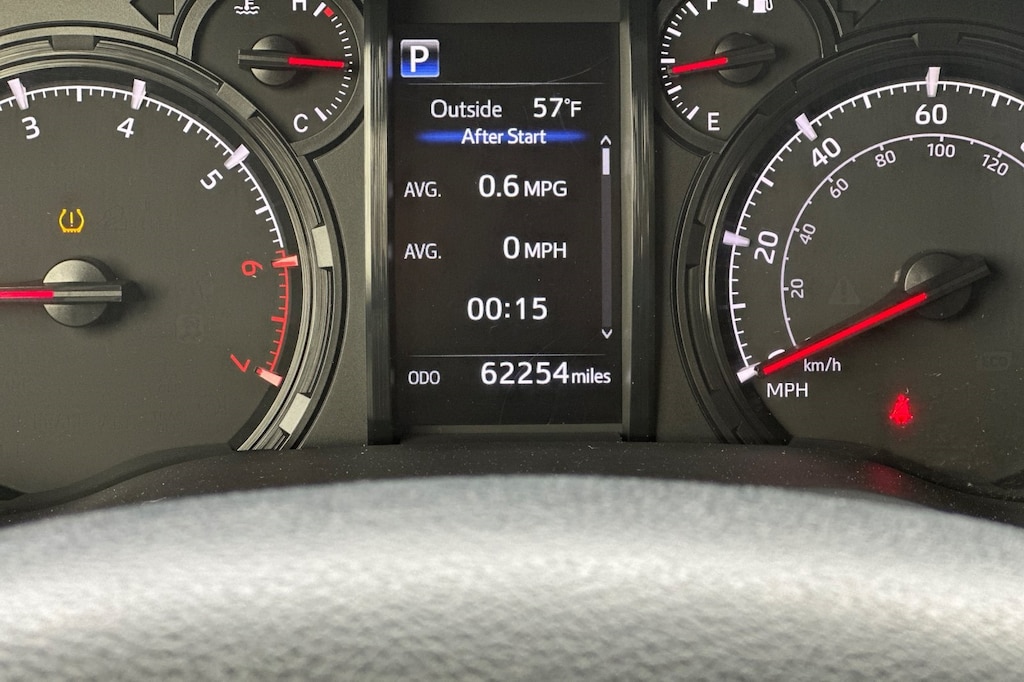 P
Outside 57°F
After Start
AVG. 0.6 MPG
AVG. 0 MPH
00:15
ODO 62254 miles
3
4
5
6
7
H
C
F
E
20
40
60
20
40
60
80
100
120
km/h
MPH